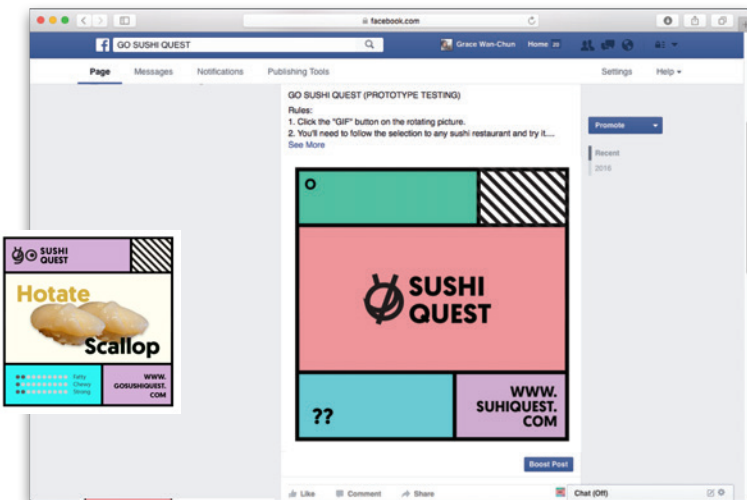 facebook.com
GO SUSHI QUEST
Grace Wan-Chun Home 20
Page Messages Notifications Publishing Tools Settings Help
GO SUSHI QUEST (PROTOTYPE TESTING)
Rules:
1. Click the "GIF" button on the rotating picture.
2. You'll need to follow the selection to any sushi restaurant and try it....
See More
Promote
Recent
2016
O
SUSHI
QUEST
??
WWW.
SUHIQUEST.
COM
GO SUSHI
QUEST
Hotate
Scallop
Fatty
Chewy
Strong
WWW.
GOSUSHIQUEST.
COM
Boost Post
Like Comment Share
Chat (Off)